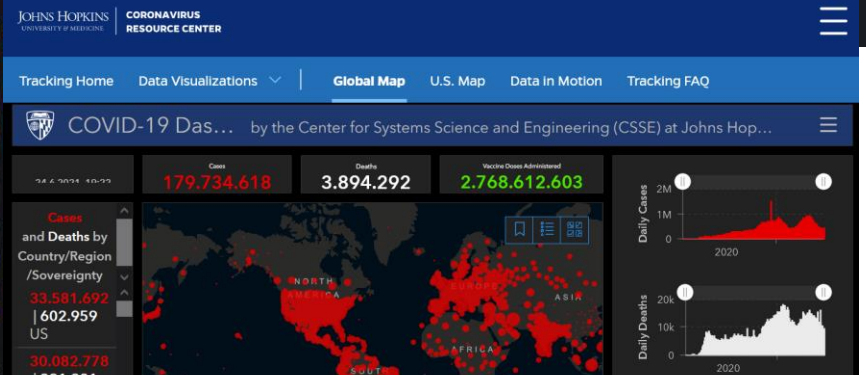 JOHNS HOPKINS
UNIVERSITY & MEDICINE
CORONAVIRUS
RESOURCE CENTER
Tracking Home
Data Visualizations
Global Map
U.S. Map
Data in Motion
Tracking FAQ
COVID-19 Das...
by the Center for Systems Science and Engineering (CSSE) at Johns Hop...
Cases
179.734.618
Deaths
3.894.292
Vaccine Doses Administered
2.768.612.603
Cases
and Deaths by
Country/Region
/Sovereignty
33.581.692
| 602.959
US
30.082.778
NORTH
AMERICA
EUROPE
ASIA
AFRICA
SOUTH
Daily Cases
2M
1M
0
2020
Daily Deaths
20k
10k
0
2020